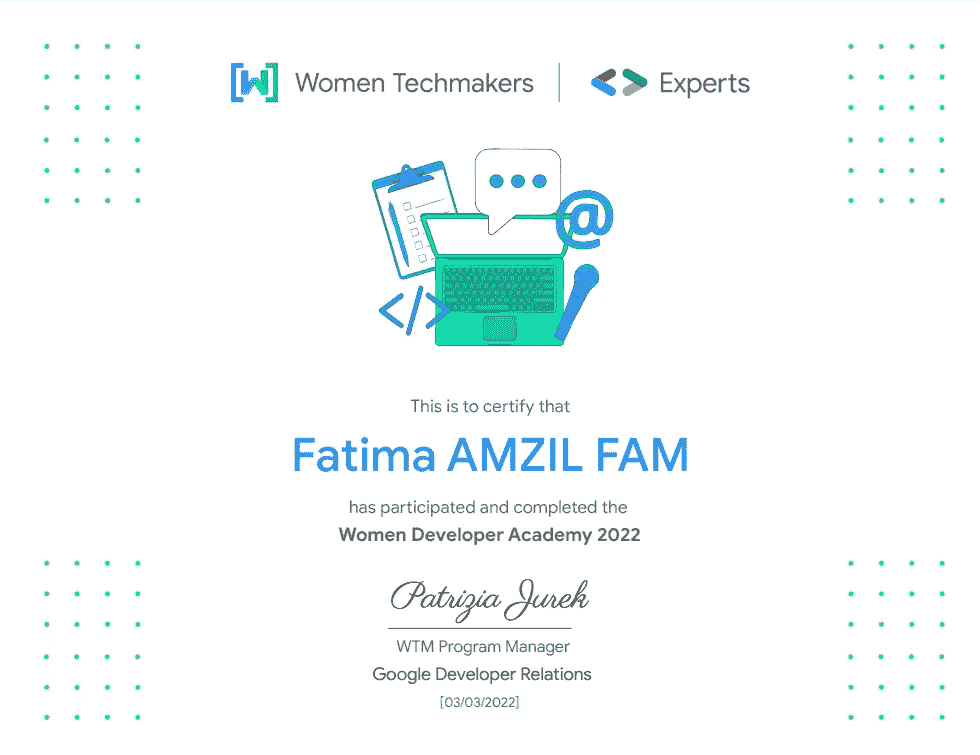 Women Techmakers | Experts
@
</>
This is to certify that
Fatima AMZIL FAM
has participated and completed the
Women Developer Academy 2022
Patrizia Jurek
WTM Program Manager
Google Developer Relations
[03/03/2022]